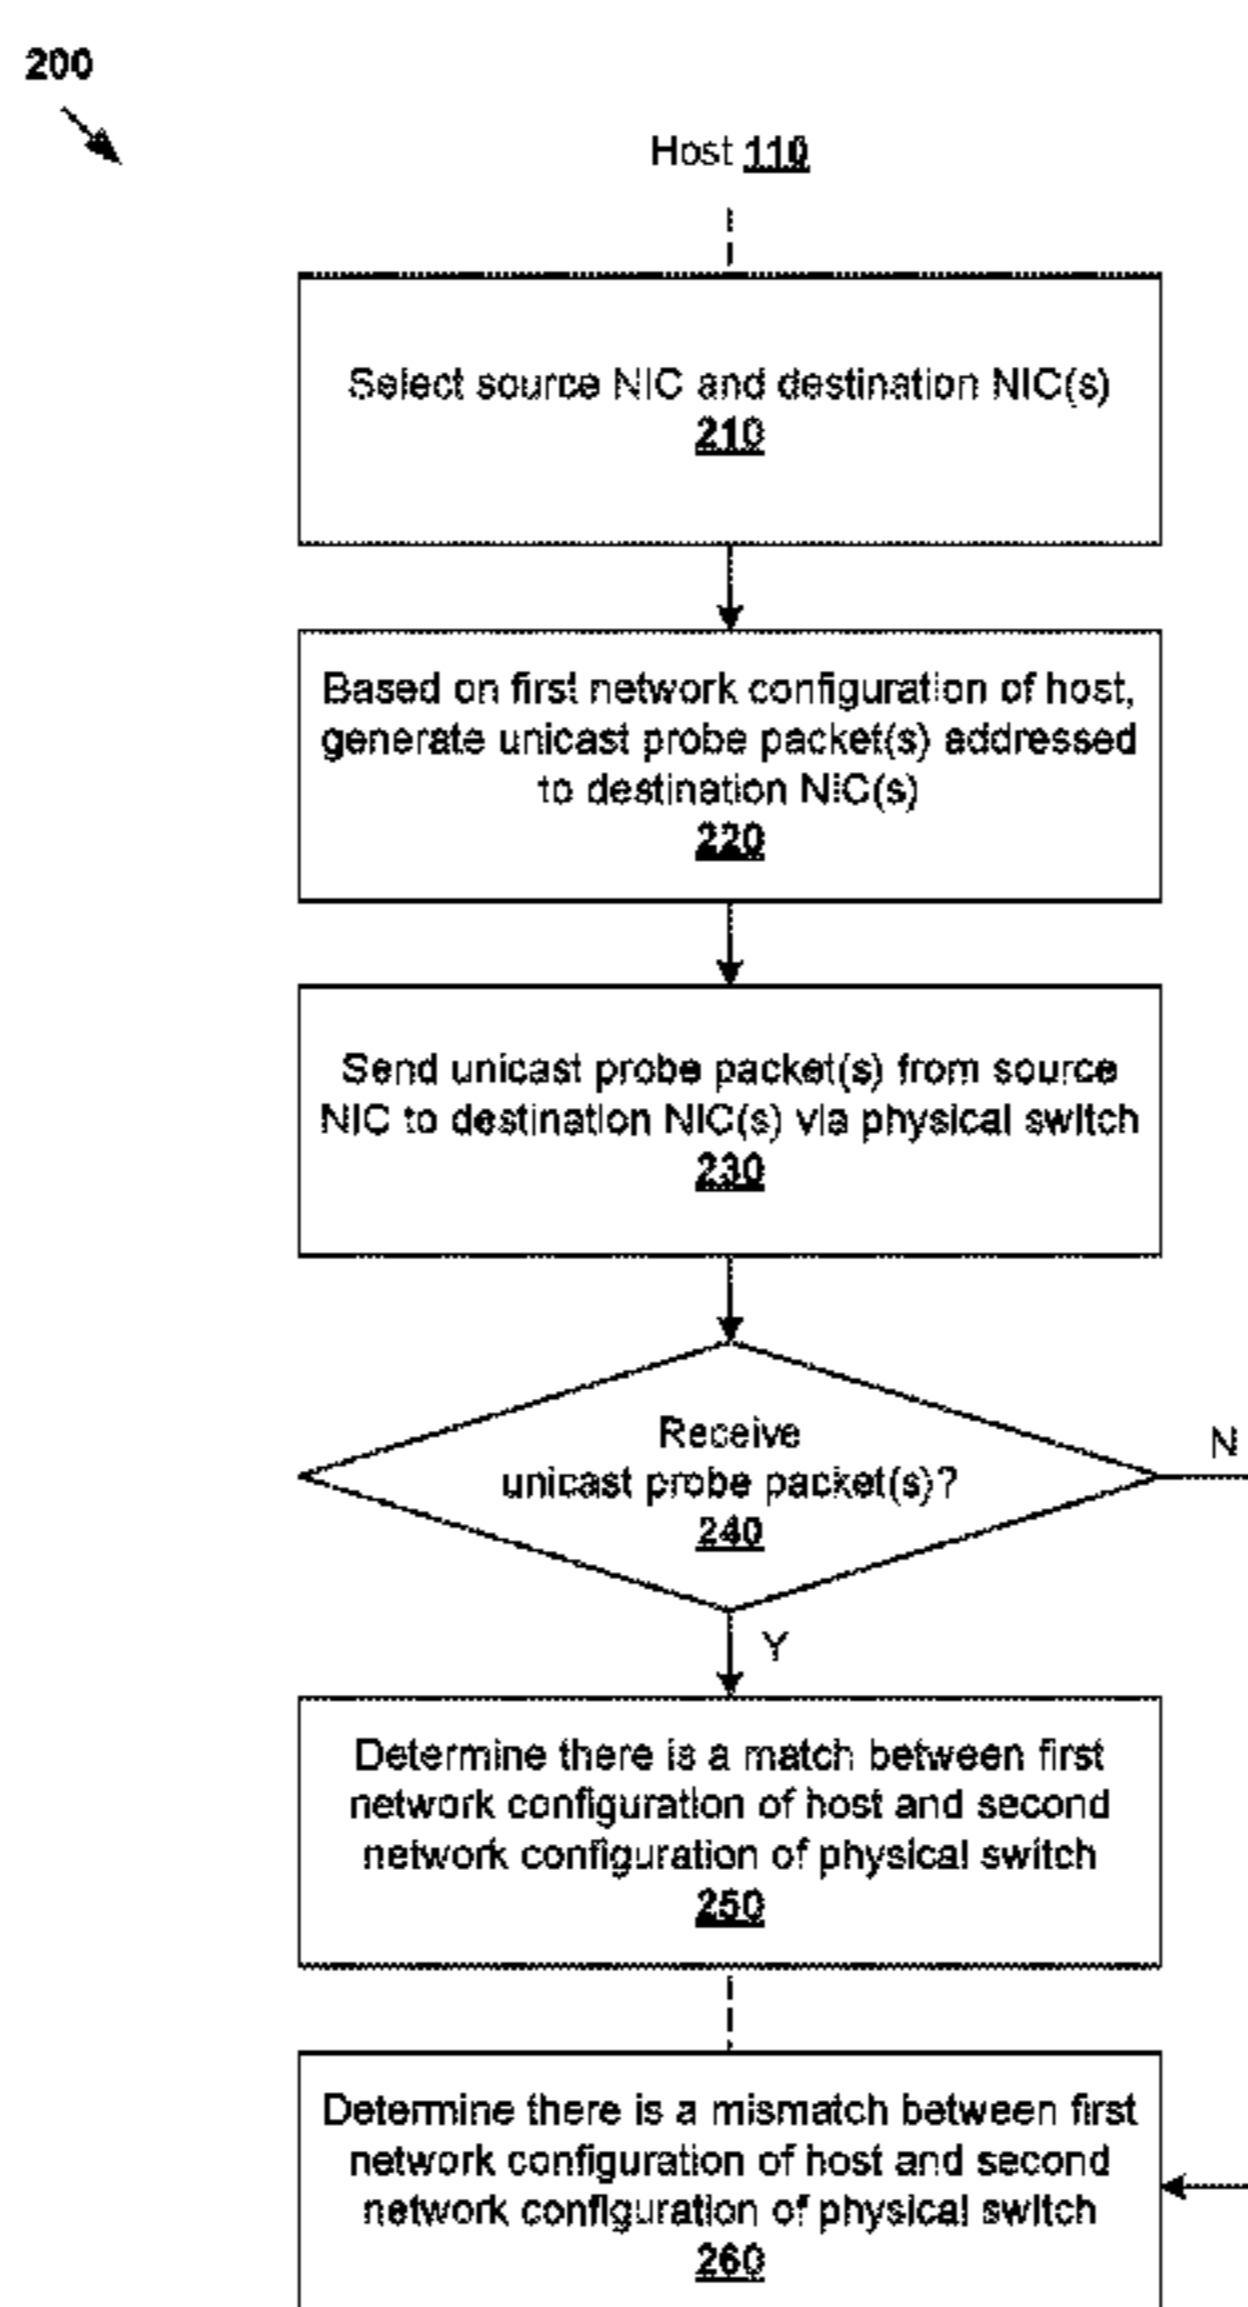 200
Host 110
Select source NIC and destination NIC(s)
210
Based on first network configuration of host,
generate unicast probe packet(s) addressed
to destination NIC(s)
220
Send unicast probe packet(s) from source
NIC to destination NIC(s) via physical switch
230
Receive
unicast probe packet(s)?
240
N
Y
Determine there is a match between first
network configuration of host and second
network configuration of physical switch
250
Determine there is a mismatch between first
network configuration of host and second
network configuration of physical switch
260